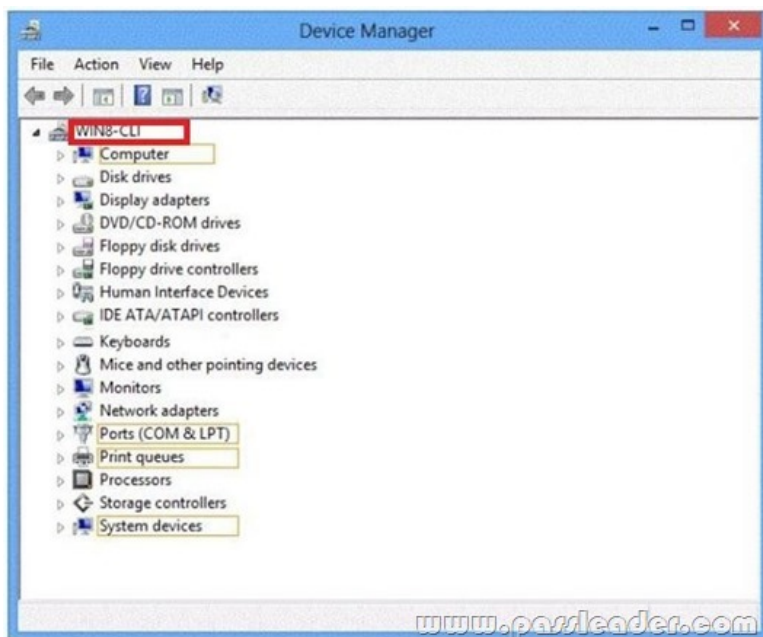 Device Manager
File Action View Help
WIN8-CLI
Computer
Disk drives
Display adapters
DVD/CD-ROM drives
Floppy disk drives
Floppy drive controllers
Human Interface Devices
IDE ATA/ATAPI controllers
Keyboards
Mice and other pointing devices
Monitors
Network adapters
Ports (COM & LPT)
Print queues
Processors
Storage controllers
System devices
www.passleader.com